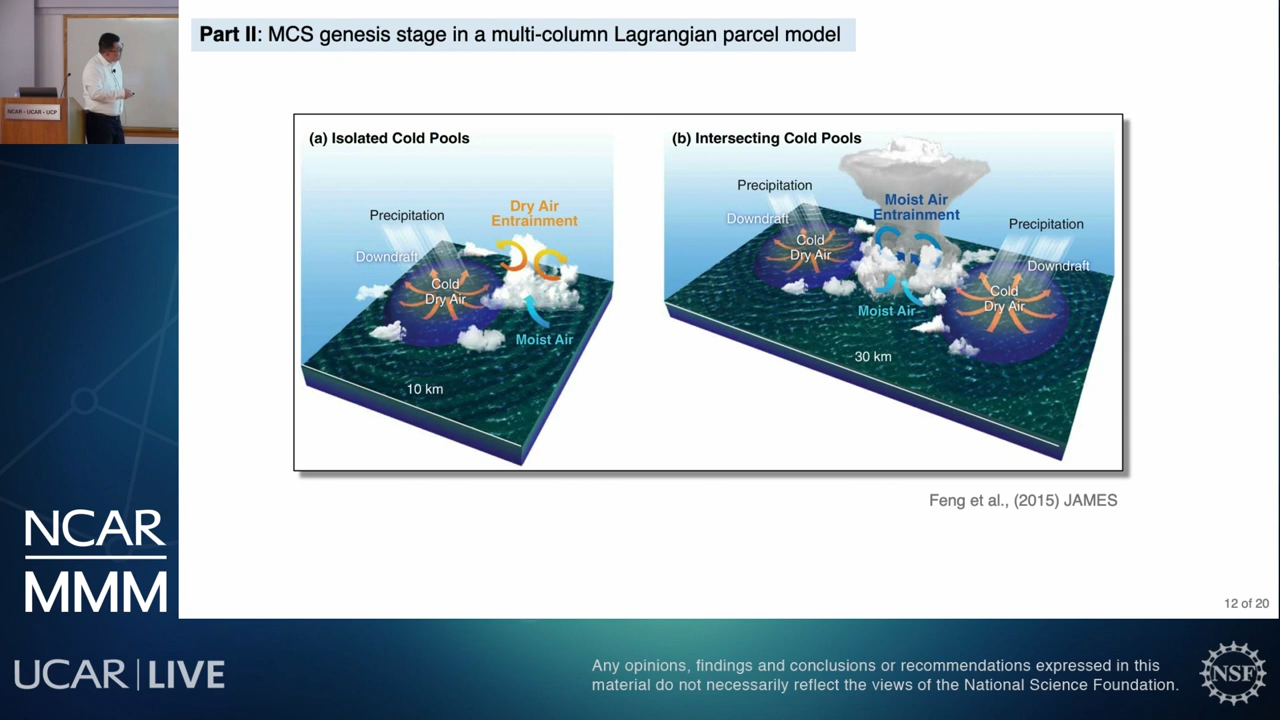 Part II: MCS genesis stage in a multi-column Lagrangian parcel model
NCAR - UCAR - UCP
(a) Isolated Cold Pools
Precipitation
Dry Air
Entrainment
Downdraft
Cold
Dry Air
Moist Air
10 km
(b) Intersecting Cold Pools
Precipitation
Downdraft
Cold
Dry Air
Moist Air
Entrainment
Moist Air
Precipitation
Downdraft
Cold
Dry Air
30 km
Feng et al., (2015) JAMES
12 of 20
NCAR
MMM
UCAR | LIVE
Any opinions, findings and conclusions or recommendations expressed in this
material do not necessarily reflect the views of the National Science Foundation.
NSF